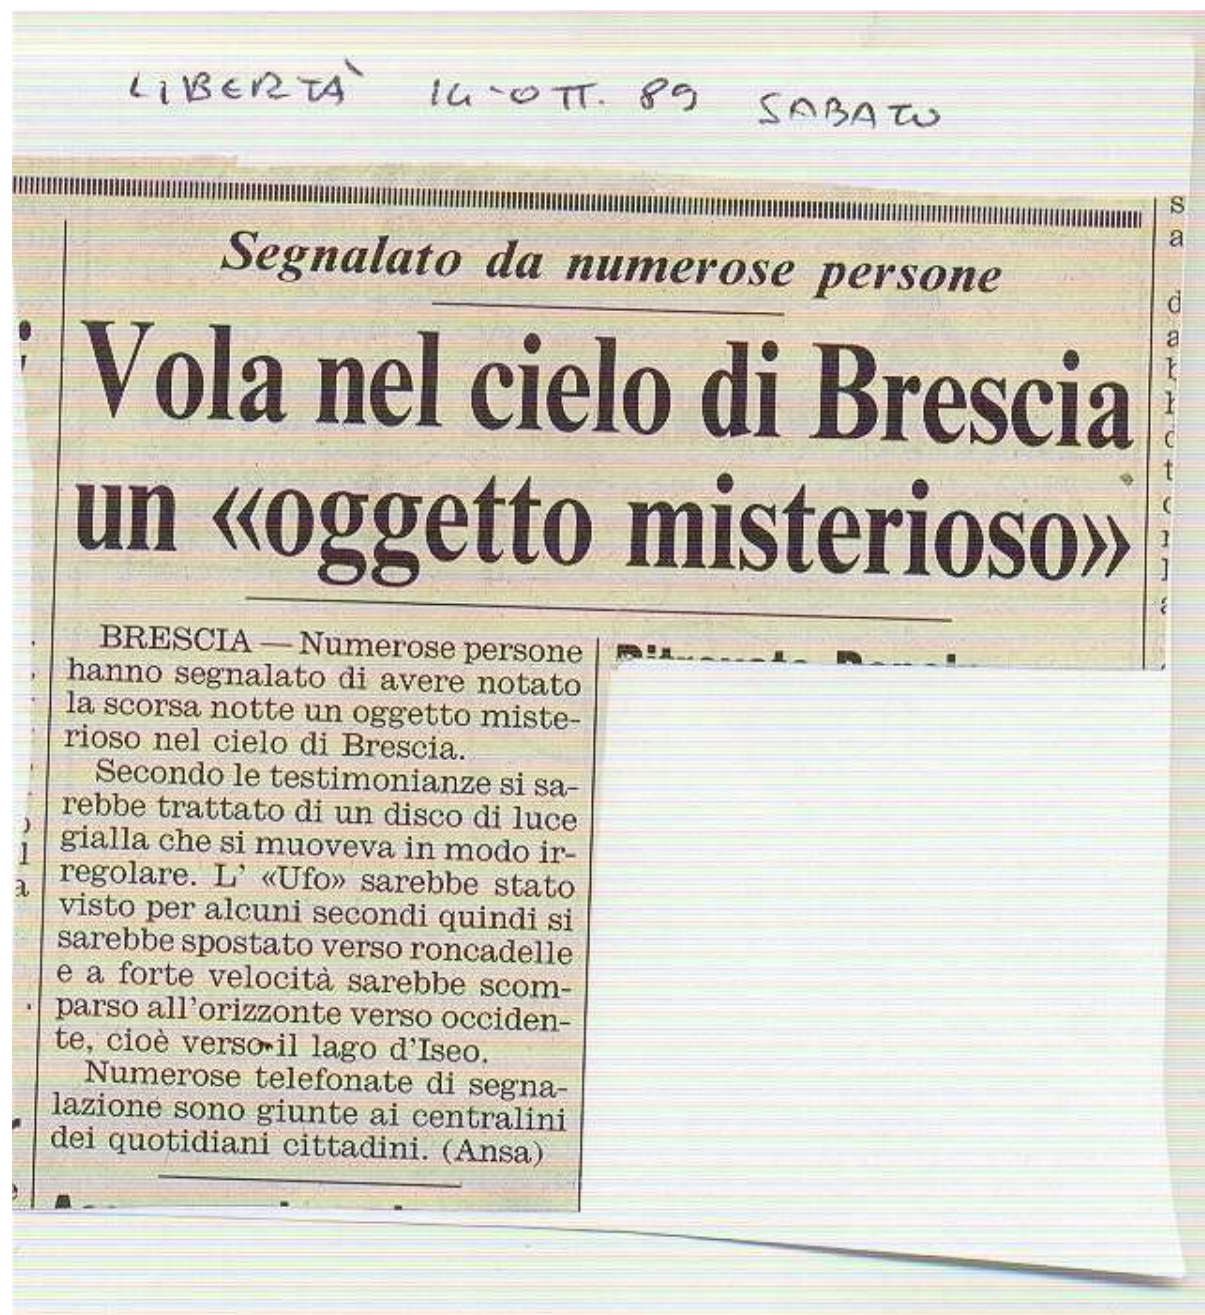 LIBERTÀ 14-OTT. 89 SABATO
Segnalato da numerose persone
Vola nel cielo di Brescia
un «oggetto misterioso»
BRESCIA — Numerose persone
hanno segnalato di avere notato
la scorsa notte un oggetto miste-
rioso nel cielo di Brescia.
Secondo le testimonianze si sa-
rebbe trattato di un disco di luce
gialla che si muoveva in modo ir-
regolare. L' «Ufo» sarebbe stato
visto per alcuni secondi quindi si
sarebbe spostato verso roncadelle
e a forte velocità sarebbe scom-
parso all'orizzonte verso occiden-
te, cioè verso il lago d'Iseo.
Numerose telefonate di segna-
lazione sono giunte ai centralini
dei quotidiani cittadini. (Ansa)